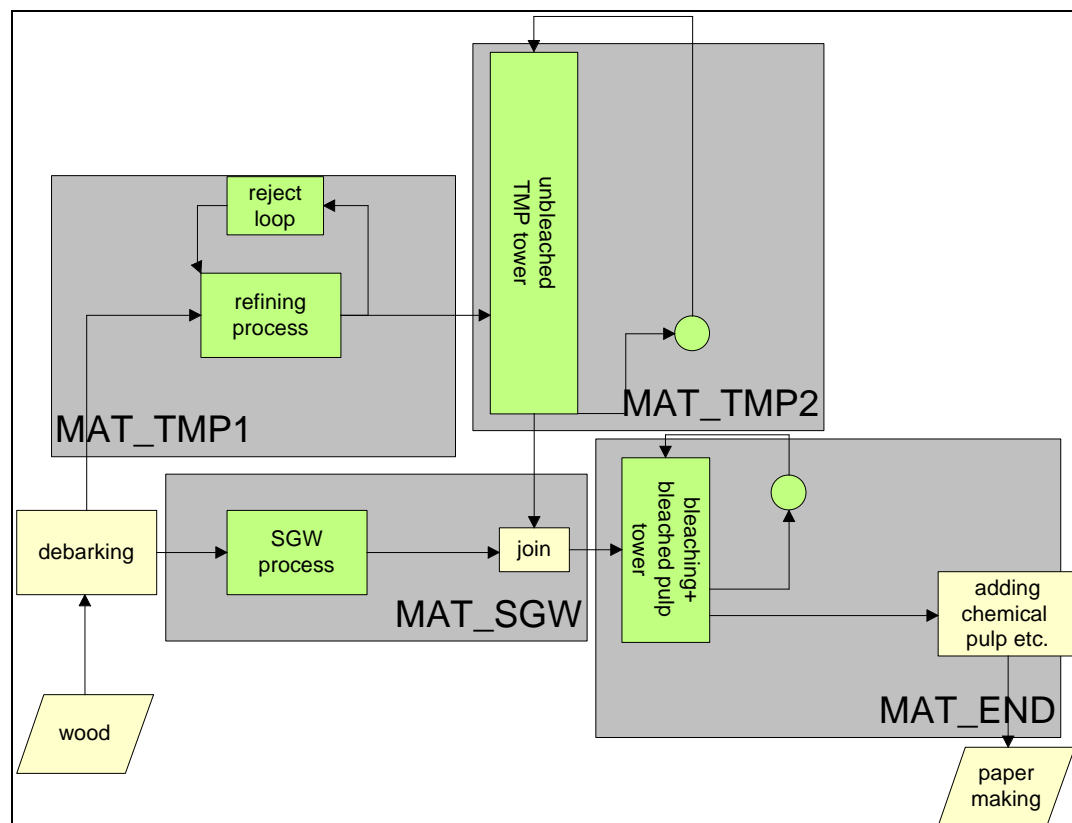 unbleached
TMP tower
MAT_TMP2
reject
loop
refining
process
MAT_TMP1
debarking
SGW
process
join
MAT_SGW
bleaching+
bleached pulp
tower
adding
chemical
pulp etc.
MAT_END
wood
paper
making